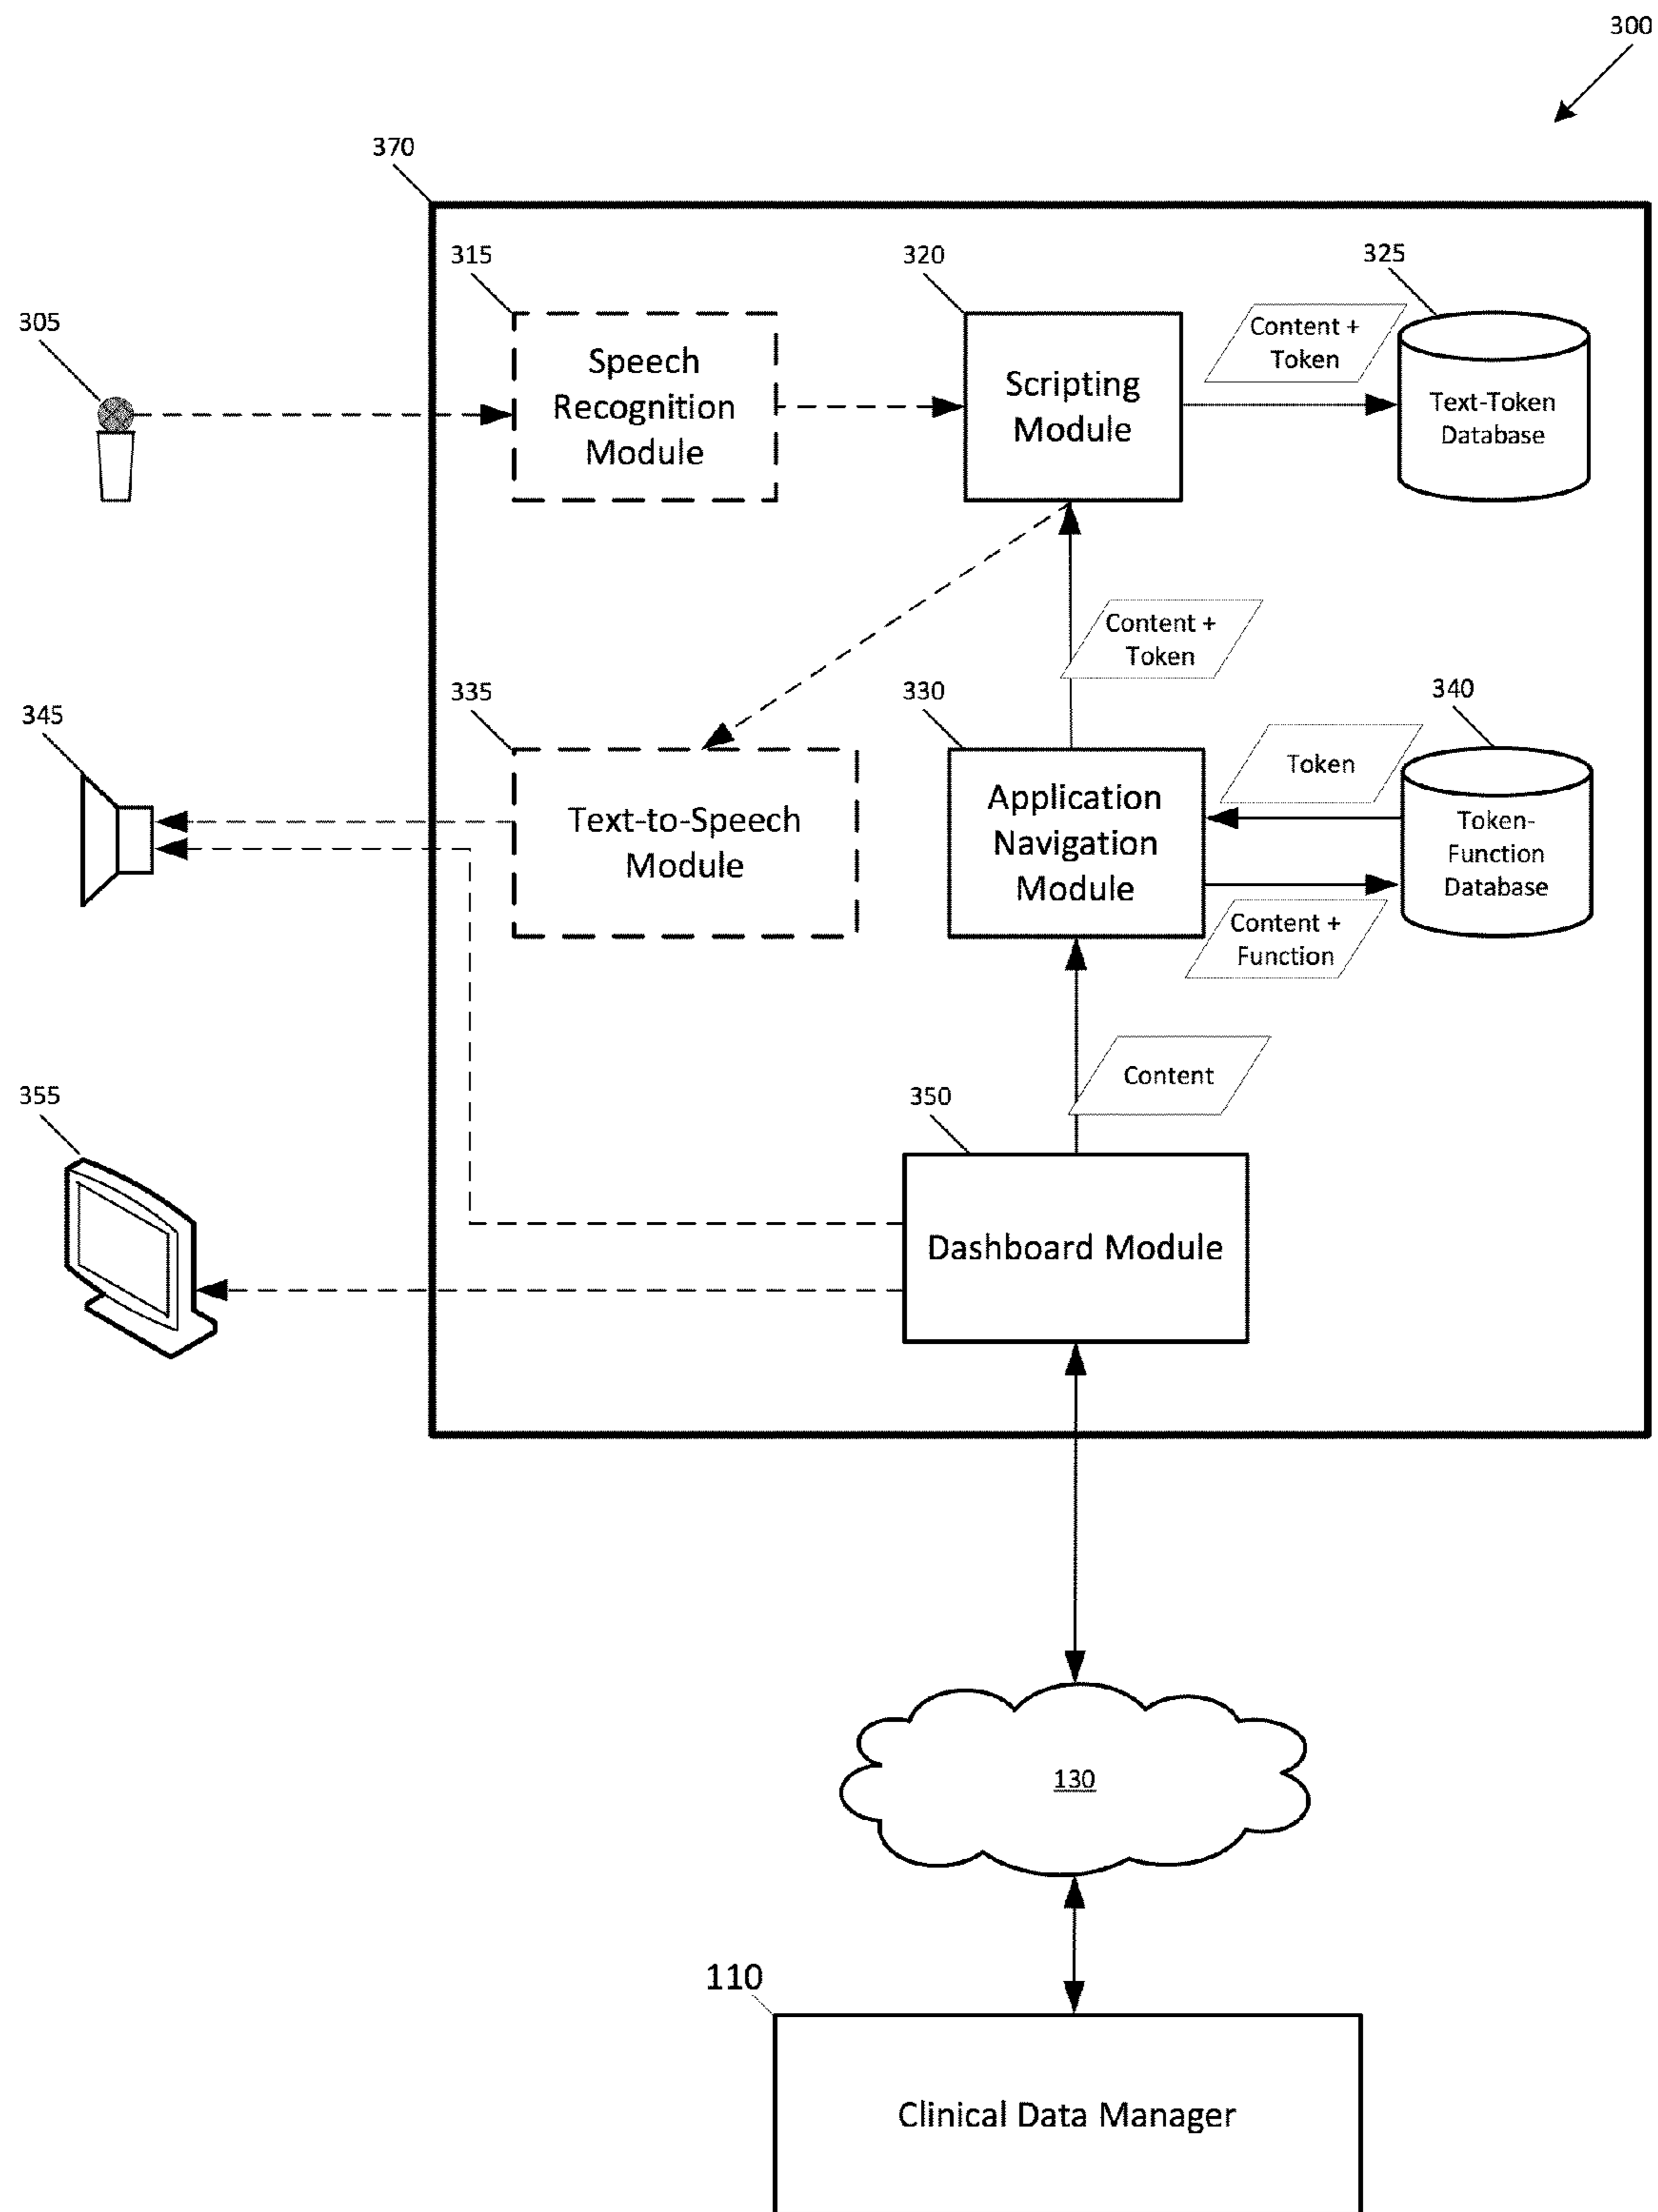 300
370
315
320
325
305
Speech
Recognition
Module
Scripting
Module
Content +
Token
Text-Token
Database
Content +
Token
335
330
340
345
Text-to-Speech
Module
Application
Navigation
Module
Token
Token-
Function
Database
Content +
Function
Content
350
355
Dashboard Module
130
110
Clinical Data Manager